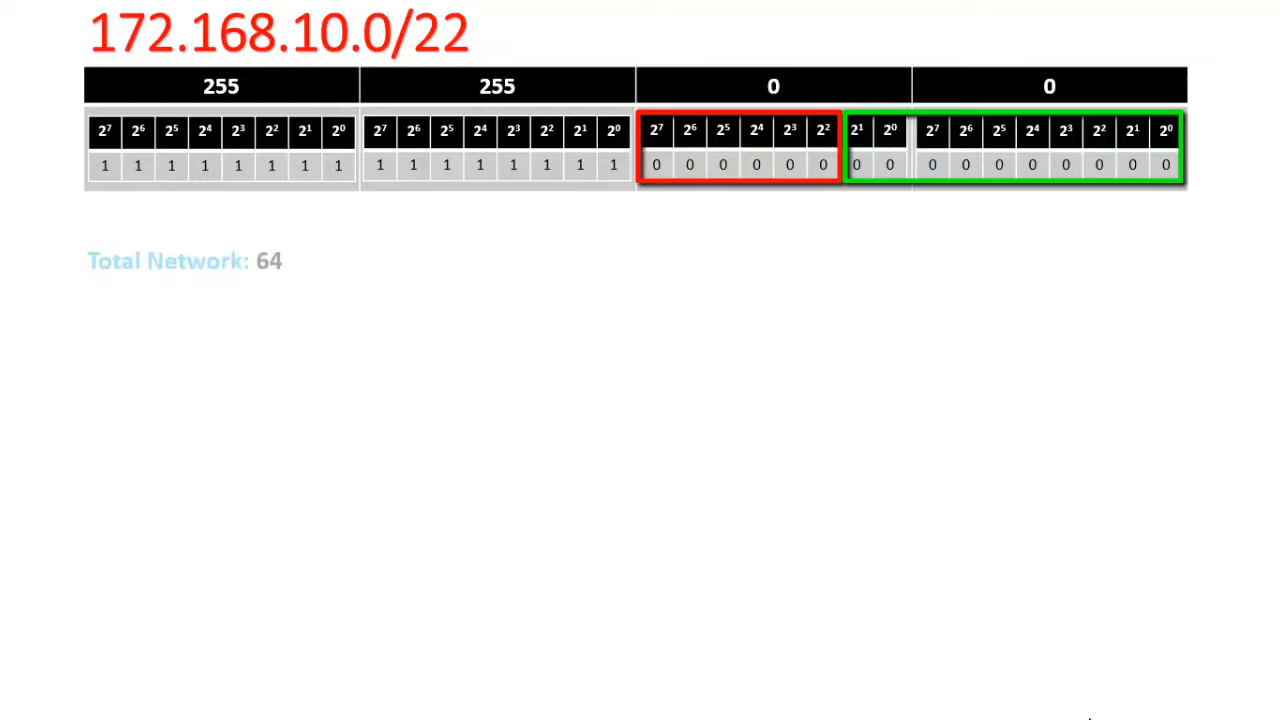 172.168.10.0/22
255 255 0 0
2⁷ 2⁶ 2⁵ 2⁴ 2³ 2² 2¹ 2⁰ 2⁷ 2⁶ 2⁵ 2⁴ 2³ 2² 2¹ 2⁰ 2⁷ 2⁶ 2⁵ 2⁴ 2³ 2² 2¹ 2⁰ 2⁷ 2⁶ 2⁵ 2⁴ 2³ 2² 2¹ 2⁰
1 1 1 1 1 1 1 1 1 1 1 1 1 1 1 1 0 0 0 0 0 0 0 0 0 0 0 0 0 0 0 0
Total Network: 64